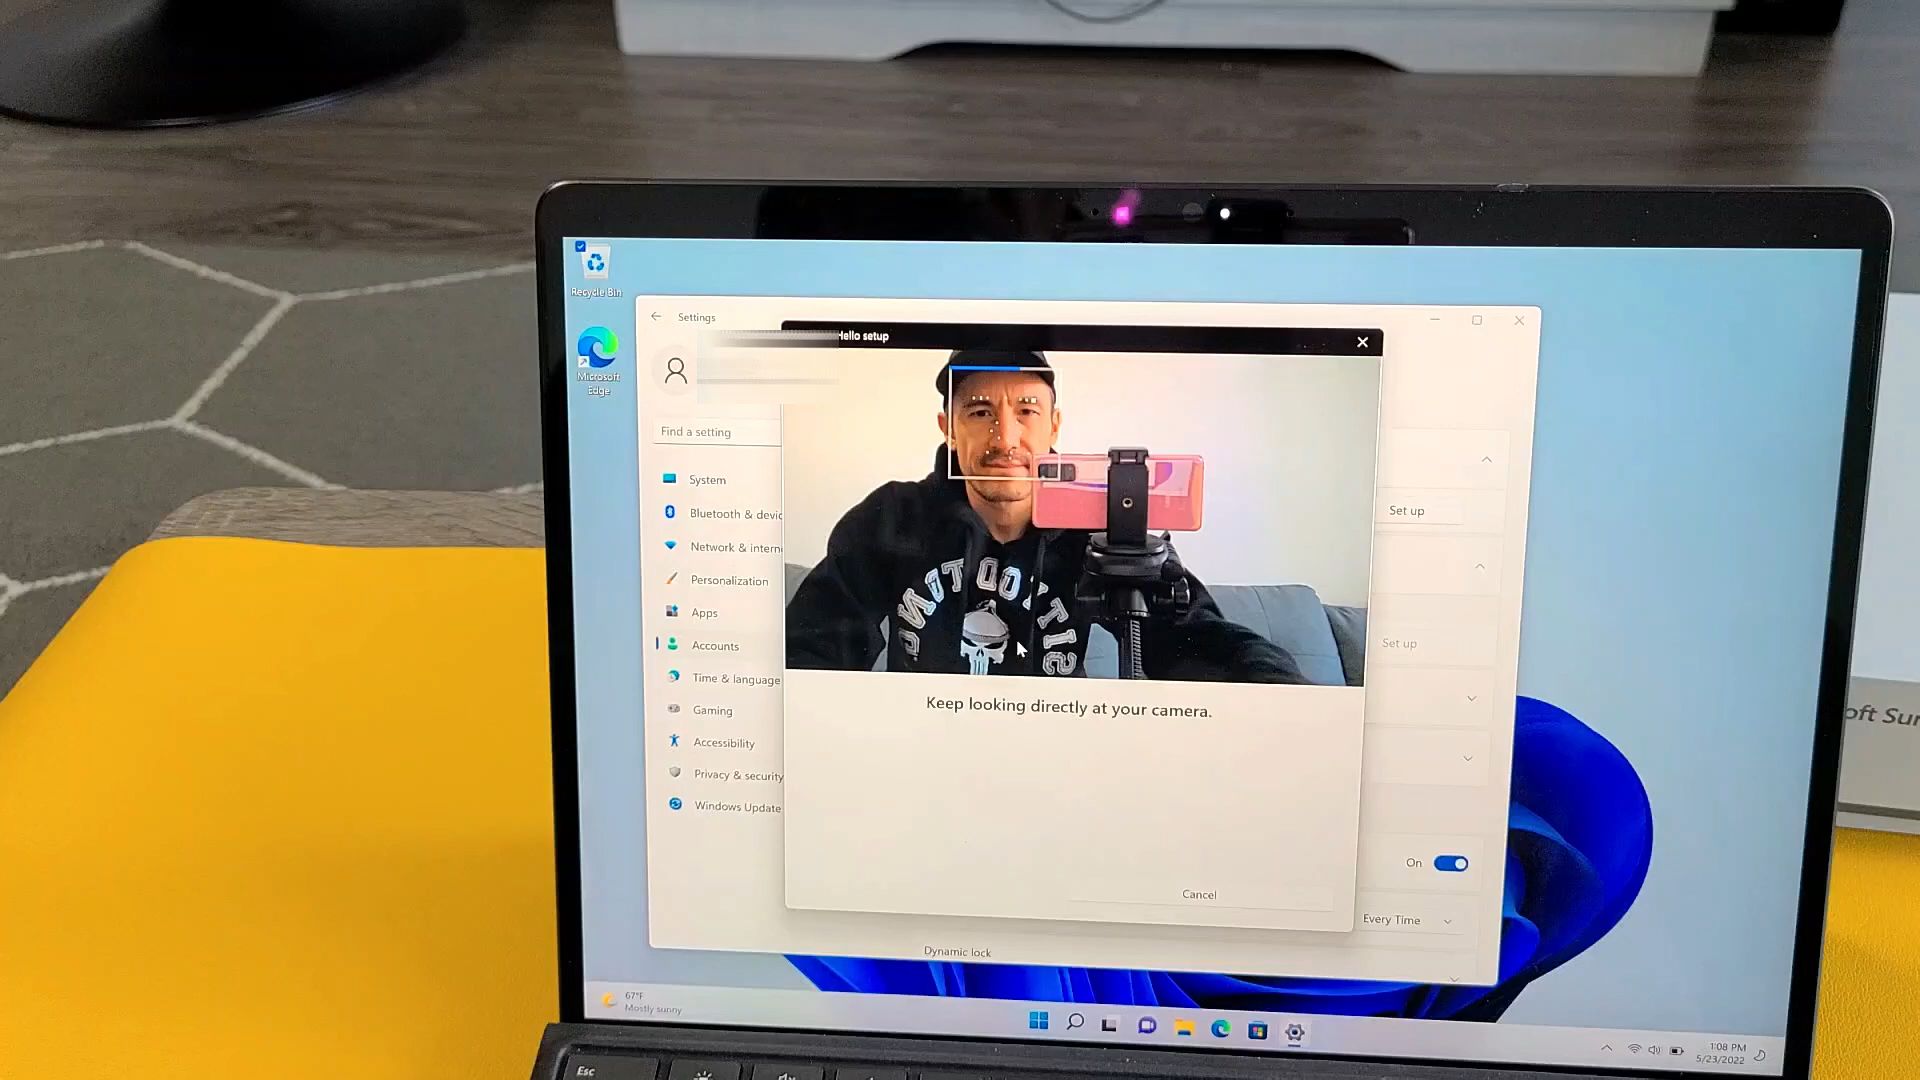 Recycle Bin
Microsoft
Edge
Settings
Hello setup
Find a setting
System
Bluetooth & devic
Network & intern
Personalization
Apps
Accounts
Time & language
Gaming
Accessibility
Privacy & security
Windows Update
Keep looking directly at your camera.
Cancel
Set up
Set up
On
Every Time
Dynamic lock
67°F
Mostly sunny
1:08 PM
5/23/2022
Esc
oft Sur